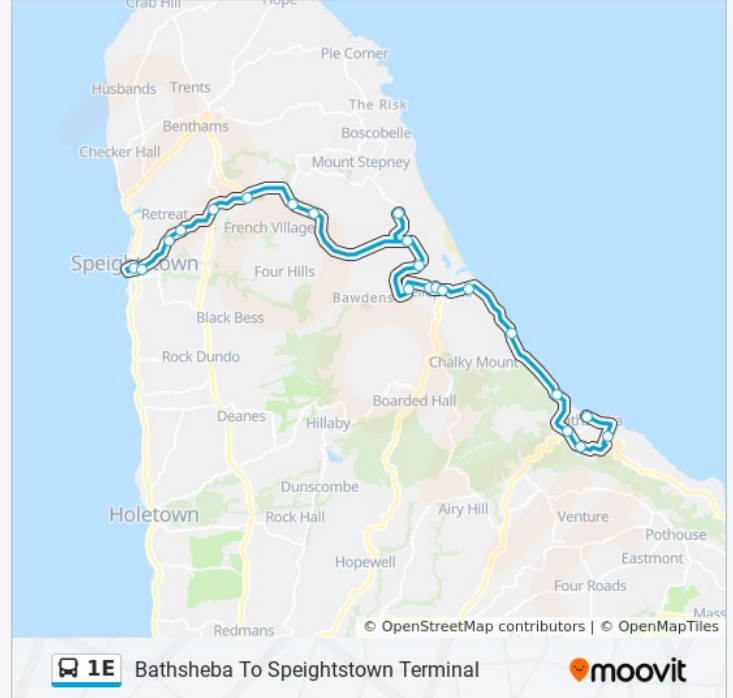 Crab Hill
Hope
Pie Corner
Husbands
Trents
The Risk
Benthams
Boscobelle
Checker Hall
Mount Stepney
Retreat
French Village
Four Hills
Bawdens
Black Bess
Rock Dundo
Chalky Mount
Boarded Hall
Deanes
Hillaby
Dunscombe
Holetown
Rock Hall
Airy Hill
Venture
Pothouse
Eastmont
Hopewell
Four Roads
Redmans
© OpenStreetMap contributors | © OpenMapTiles
1E Bathsheba To Speightstown Terminal
moovit